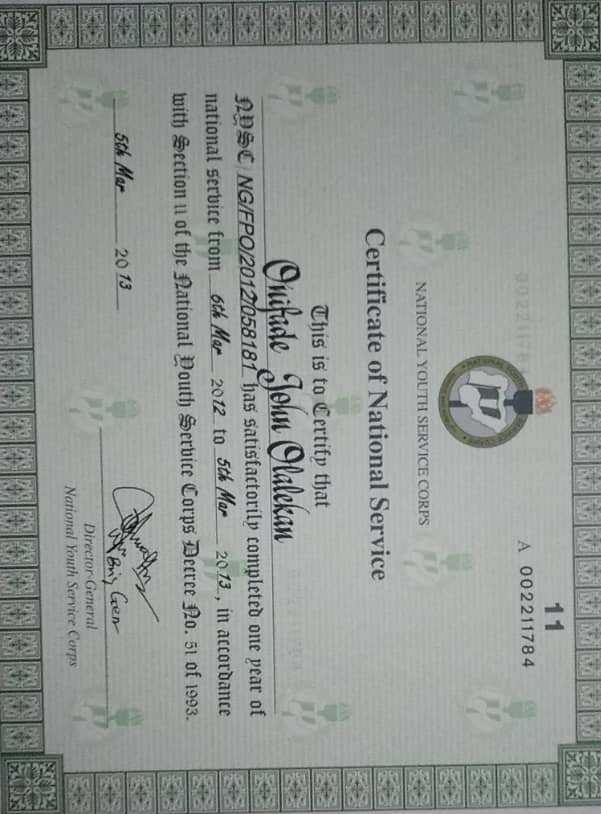 11
A 002211784
NATIONAL YOUTH SERVICE CORPS
Certificate of National Service
This is to Certify that
Onifade John Olalekan
NYSC NG/FPO/2012/058181 has satisfactorily completed one year of
national service from 6th Mar 2012 to 5th Mar 2013, in accordance
with Section 11 of the National Youth Service Corps Decree No. 51 of 1993.
5th Mar 2013
Brig Gen
Director-General
National Youth Service Corps